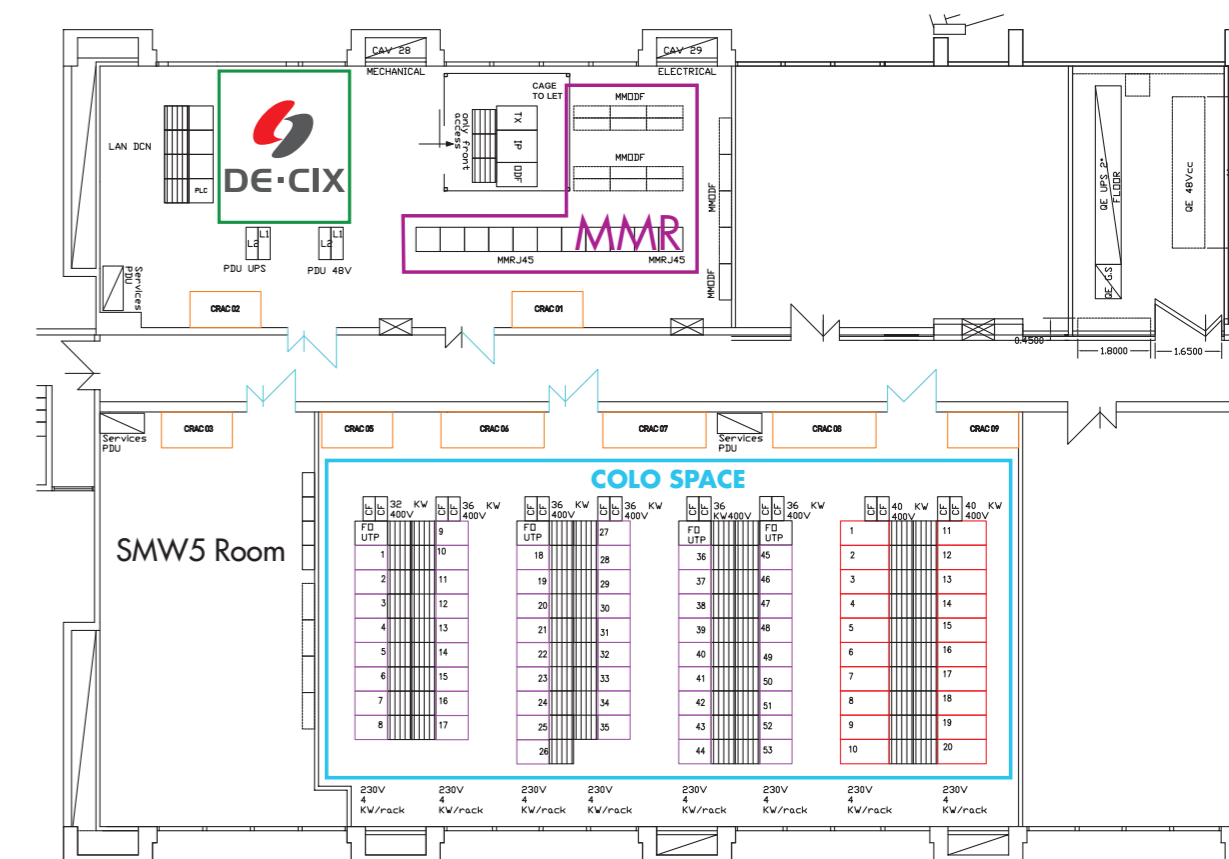 CAV 28
CAV 29
MECHANICAL
ELECTRICAL
CAGE
TO LET
MMODF
LAN DCN
PLC
DE-CIX
only front
access
TX
IP
ODF
MMODF
MMR
MMODF
MMODF
MMRJ45
MMRJ45
L1
L2
L1
L2
PDU UPS
PDU 48V
Services
PDU
CRAC 02
CRAC 01
QE UPS 2°
FLOOR
QE 48Vcc
QE G.S
0.4500
1.8000
1.6500
Services
PDU
CRAC 03
CRAC 05
CRAC 06
CRAC 07
Services
PDU
CRAC 08
CRAC 09
SMW5 Room
COLO SPACE
CF
CF
32 KW
400V
CF
CF
36 KW
400V
CF
CF
36 KW
400V
CF
CF
36 KW
400V
CF
CF
36
KW400V
CF
CF
36 KW
400V
CF
CF
40 KW
400V
CF
CF
40 KW
400V
FO
UTP
1
2
3
4
5
6
7
8
9
10
11
12
13
14
15
16
17
FO
UTP
18
19
20
21
22
23
24
25
26
27
28
29
30
31
32
33
34
35
FO
UTP
36
37
38
39
40
41
42
43
44
FO
UTP
45
46
47
48
49
50
51
52
53
1
2
3
4
5
6
7
8
9
10
11
12
13
14
15
16
17
18
19
20
230V
4
KW/rack
230V
4
KW/rack
230V
4
KW/rack
230V
4
KW/rack
230V
4
KW/rack
230V
4
KW/rack
230V
4
KW/rack
230V
4
KW/rack